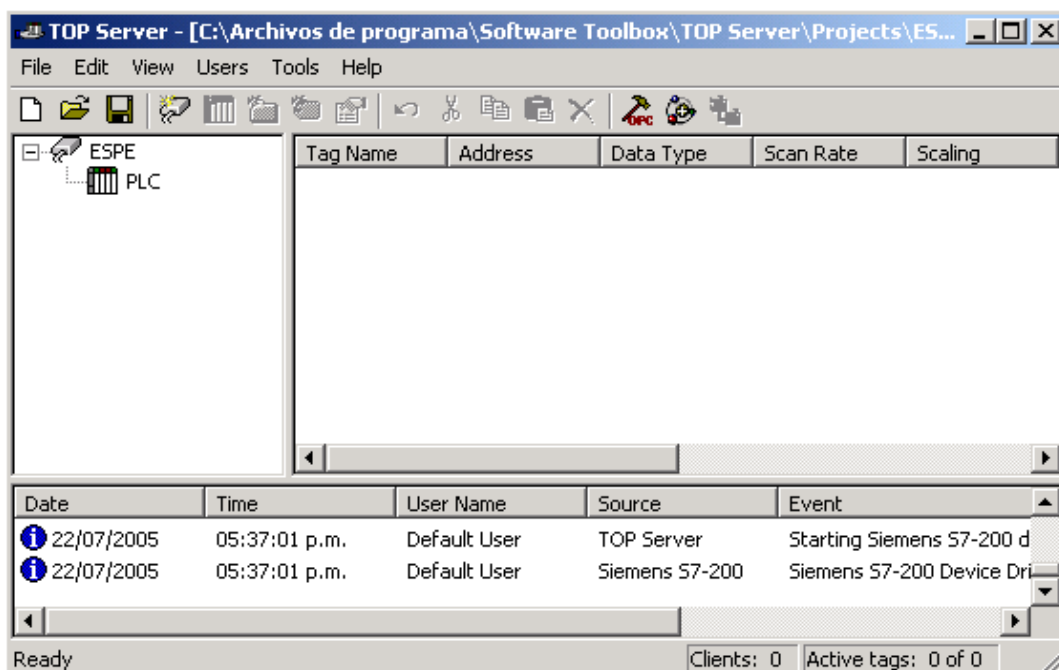 TOP Server - [C:\Archivos de programa\Software Toolbox\TOP Server\Projects\ES...
File Edit View Users Tools Help
OPC
ESPE
PLC
Tag Name Address Data Type Scan Rate Scaling
Date Time User Name Source Event
22/07/2005 05:37:01 p.m. Default User TOP Server Starting Siemens S7-200 d
22/07/2005 05:37:01 p.m. Default User Siemens S7-200 Siemens S7-200 Device Dri
Ready Clients: 0 Active tags: 0 of 0